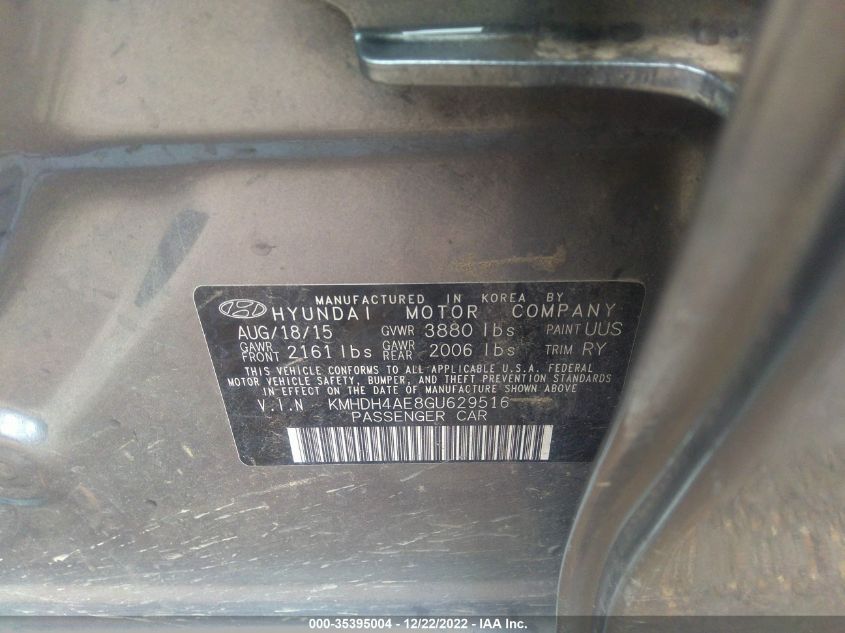 MANUFACTURED IN KOREA BY
HYUNDAI MOTOR COMPANY
AUG/18/15 GVWR 3880 lbs PAINT UUS
GAWR FRONT 2161 lbs GAWR REAR 2006 lbs TRIM RY
THIS VEHICLE CONFORMS TO ALL APPLICABLE U.S.A. FEDERAL
MOTOR VEHICLE SAFETY, BUMPER, AND THEFT PREVENTION STANDARDS
IN EFFECT ON THE DATE OF MANUFACTURE SHOWN ABOVE
V.I.N KMHDH4AE8GU629516
PASSENGER CAR
000-35395004 - 12/22/2022 - IAA Inc.